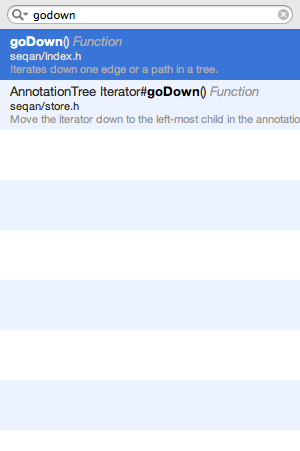 godown
goDown() Function
seqan/index.h
Iterates down one edge or a path in a tree.
AnnotationTree Iterator#goDown() Function
seqan/store.h
Move the iterator down to the left-most child in the annotatio